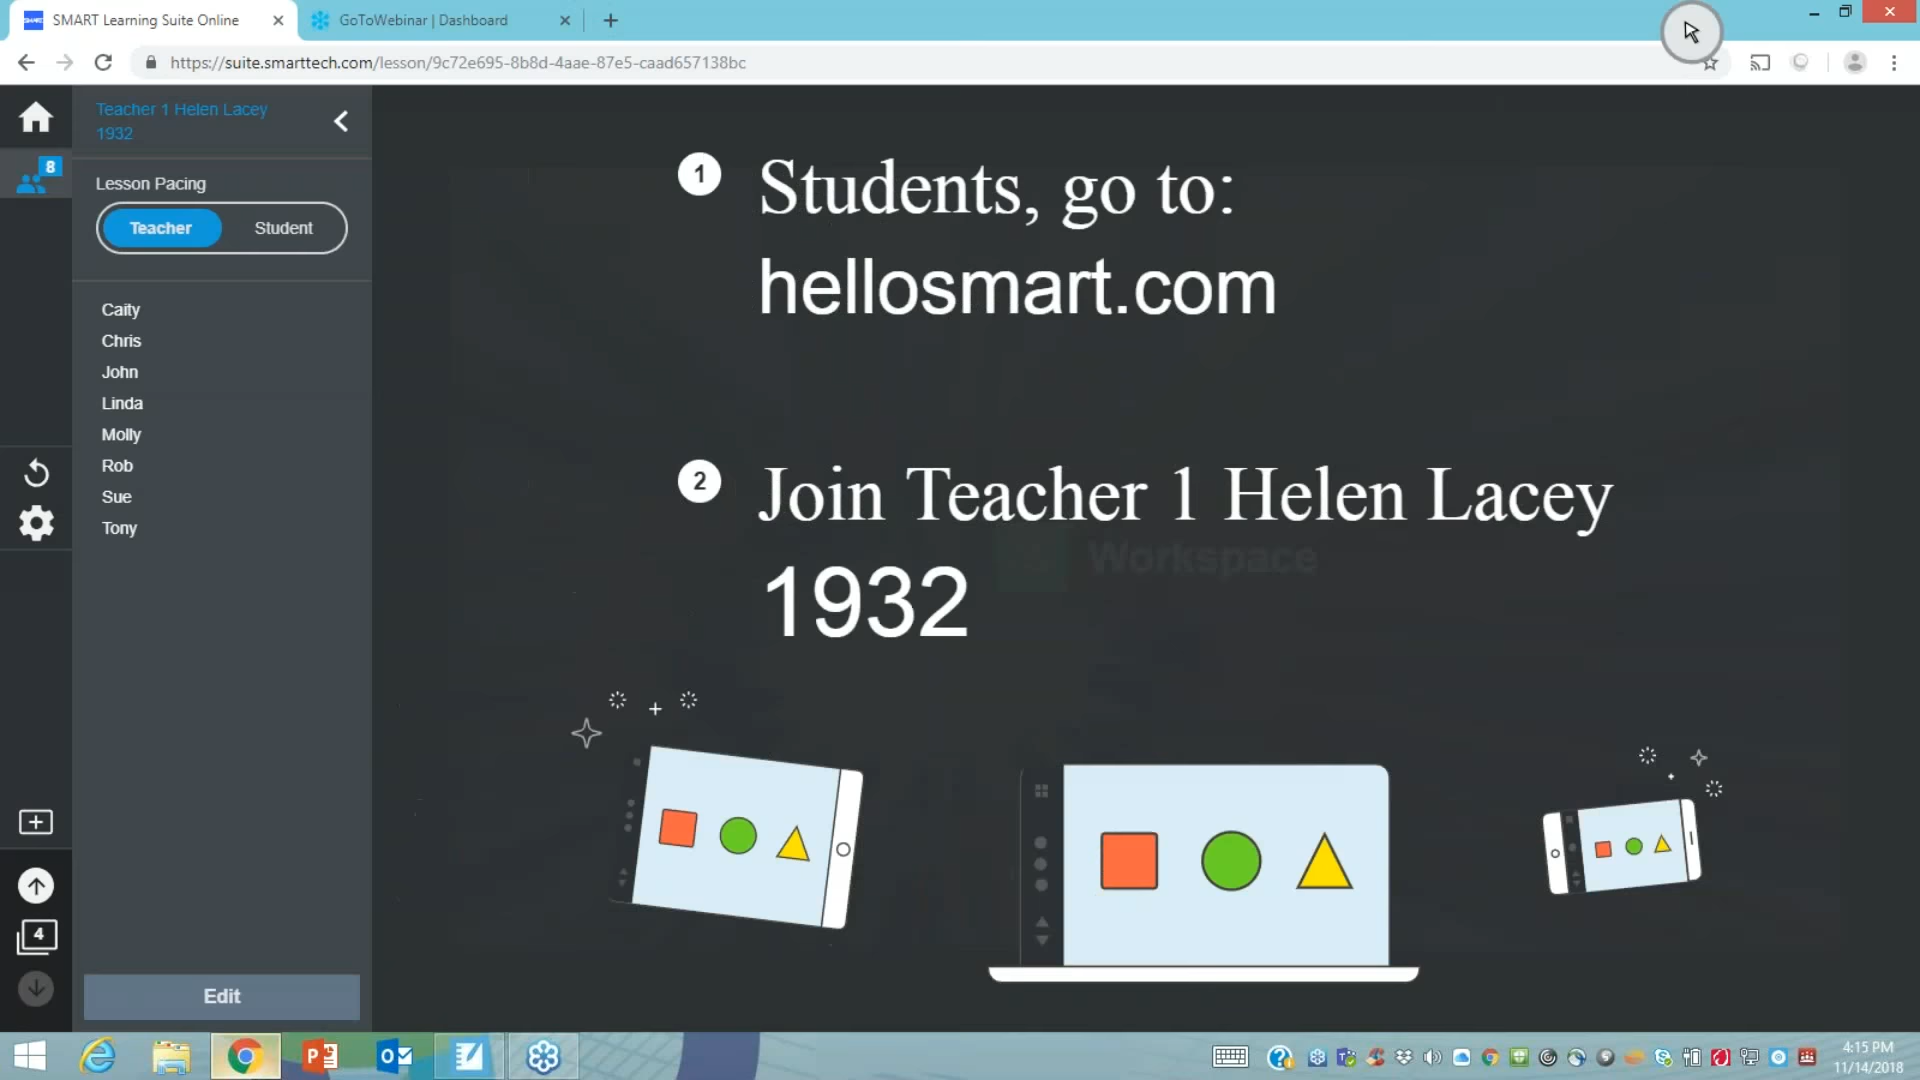 SMART Learning Suite Online
GoToWebinar | Dashboard
https://suite.smarttech.com/lesson/9c72e695-8b8d-4aae-87e5-caad657138bc
Teacher 1 Helen Lacey
1932
8
Lesson Pacing
Teacher
Student
Caity
Chris
John
Linda
Molly
Rob
Sue
Tony
4
Edit
1
Students, go to:
hellosmart.com
2
Join Teacher 1 Helen Lacey
1932
Workspace
4:15 PM
11/14/2018